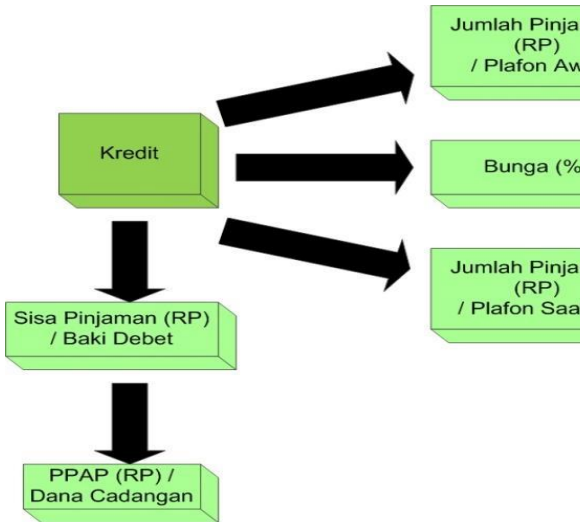 Jumlah Pinja
(RP)
/ Plafon Aw
Kredit
Bunga (%
Jumlah Pinja
(RP)
/ Plafon Saa
Sisa Pinjaman (RP)
/ Baki Debet
PPAP (RP) /
Dana Cadangan